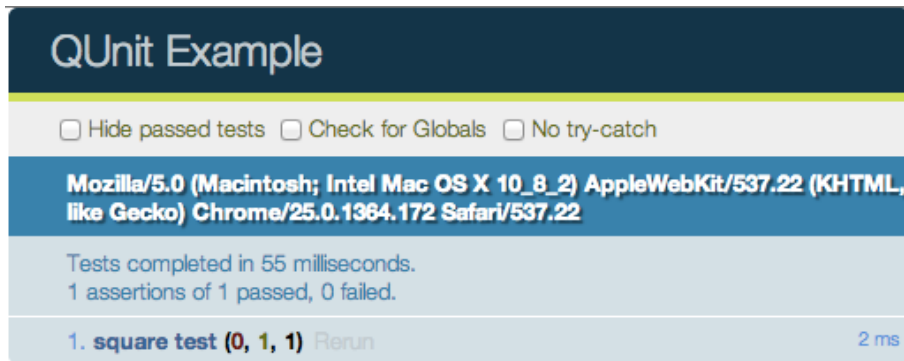 QUnit Example
Hide passed tests Check for Globals No try-catch
Mozilla/5.0 (Macintosh; Intel Mac OS X 10_8_2) AppleWebKit/537.22 (KHTML,
like Gecko) Chrome/25.0.1364.172 Safari/537.22
Tests completed in 55 milliseconds.
1 assertions of 1 passed, 0 failed.
1. square test (0, 1, 1) Rerun 2 ms